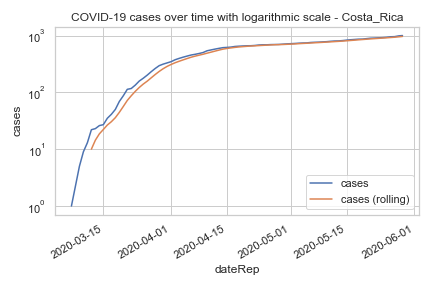 COVID-19 cases over time with logarithmic scale - Costa_Rica
10³
10²
10¹
10⁰
cases
cases
cases (rolling)
2020-03-15
2020-04-01
2020-04-15
2020-05-01
2020-05-15
2020-06-01
dateRep